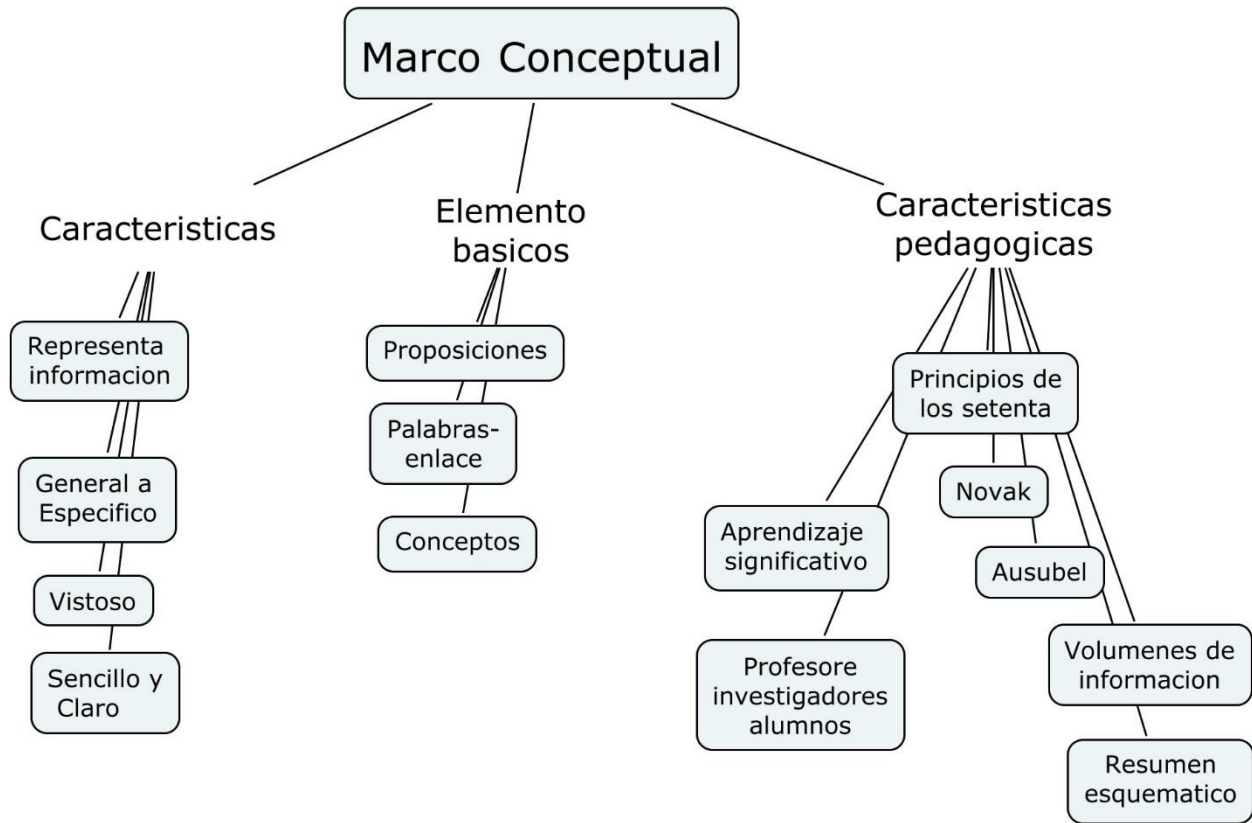 Marco Conceptual
Caracteristicas
Representa
informacion
General a
Especifico
Vistoso
Sencillo y
Claro
Elemento
basicos
Proposiciones
Palabras-
enlace
Conceptos
Caracteristicas
pedagogicas
Principios de
los setenta
Novak
Aprendizaje
significativo
Ausubel
Profesore
investigadores
alumnos
Volumenes de
informacion
Resumen
esquematico